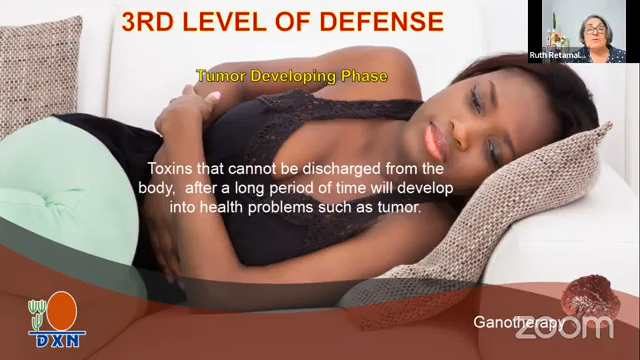 3RD LEVEL OF DEFENSE
Ruth Retamal...
Tumor Developing Phase
Toxins that cannot be discharged from the
body, after a long period of time will develop
into health problems such as tumor.
DXN
Ganotherapy
zoom